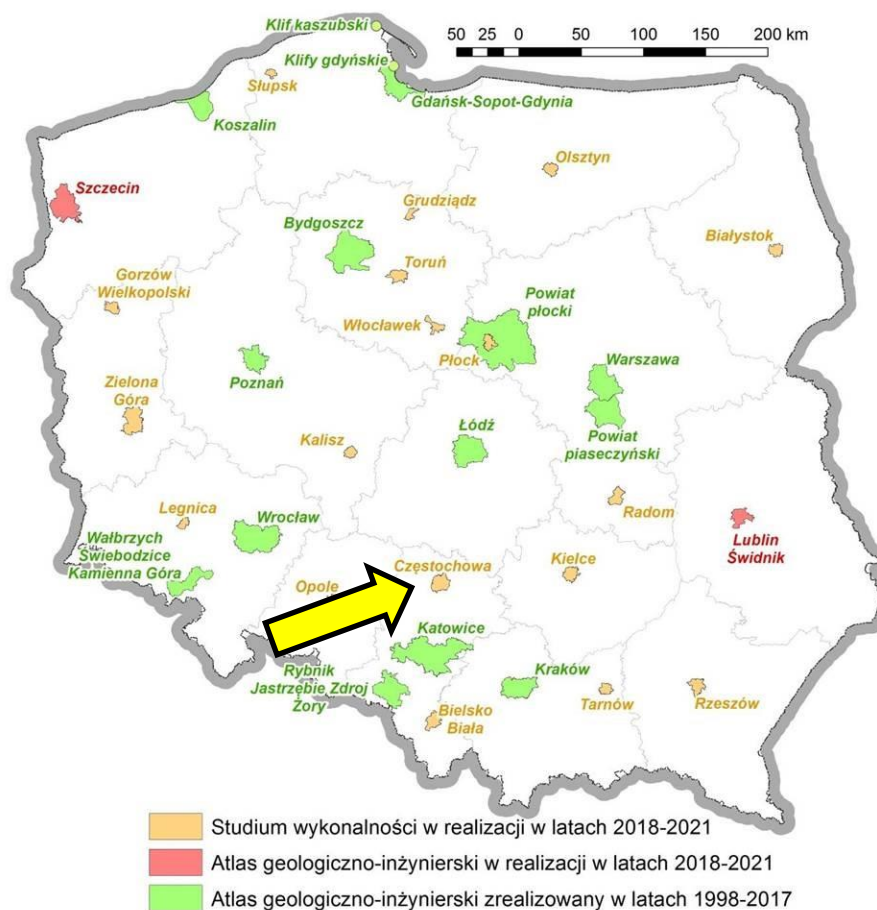 Klif kaszubski
50 25 0 50 100 150 200 km
Klify gdyńskie
Słupsk
Gdańsk-Sopot-Gdynia
Koszalin
Olsztyn
Szczecin
Grudziądz
Bydgoszcz
Białystok
Toruń
Gorzów
Wielkopolski
Powiat
płocki
Włocławek
Płock
Warszawa
Poznań
Zielona
Góra
Łódź
Kalisz
Powiat
piaseczyński
Legnica
Radom
Wrocław
Wałbrzych
Świebodzice
Kamienna Góra
Lublin
Świdnik
Częstochowa
Kielce
Opole
Katowice
Rybnik
Jastrzębie Zdroj
Żory
Kraków
Bielsko
Biała
Tarnów
Rzeszów
Studium wykonalności w realizacji w latach 2018-2021
Atlas geologiczno-inżynierski w realizacji w latach 2018-2021
Atlas geologiczno-inżynierski zrealizowany w latach 1998-2017